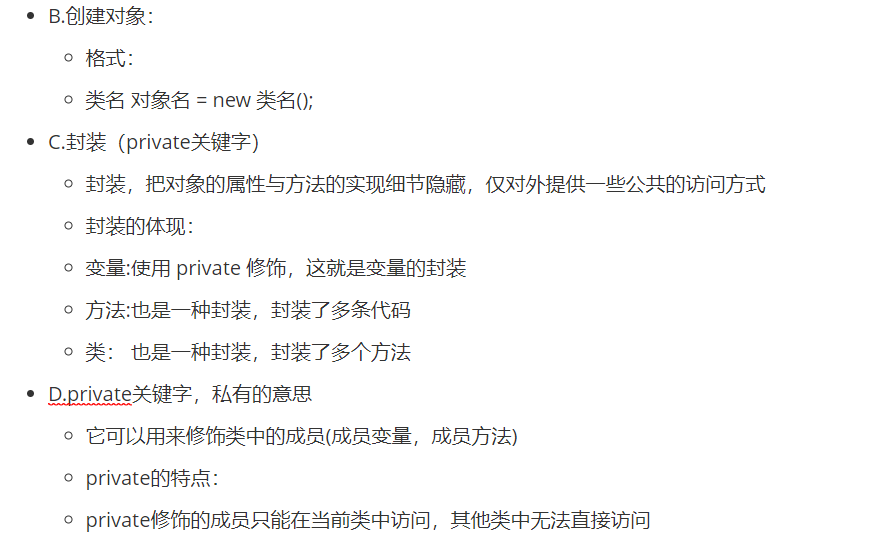 B.创建对象：
格式：
类名 对象名 = new 类名();
C.封装（private关键字）
封装，把对象的属性与方法的实现细节隐藏，仅对外提供一些公共的访问方式
封装的体现：
变量:使用 private 修饰，这就是变量的封装
方法:也是一种封装，封装了多条代码
类： 也是一种封装，封装了多个方法
D.private关键字，私有的意思
它可以用来修饰类中的成员(成员变量，成员方法)
private的特点：
private修饰的成员只能在当前类中访问，其他类中无法直接访问